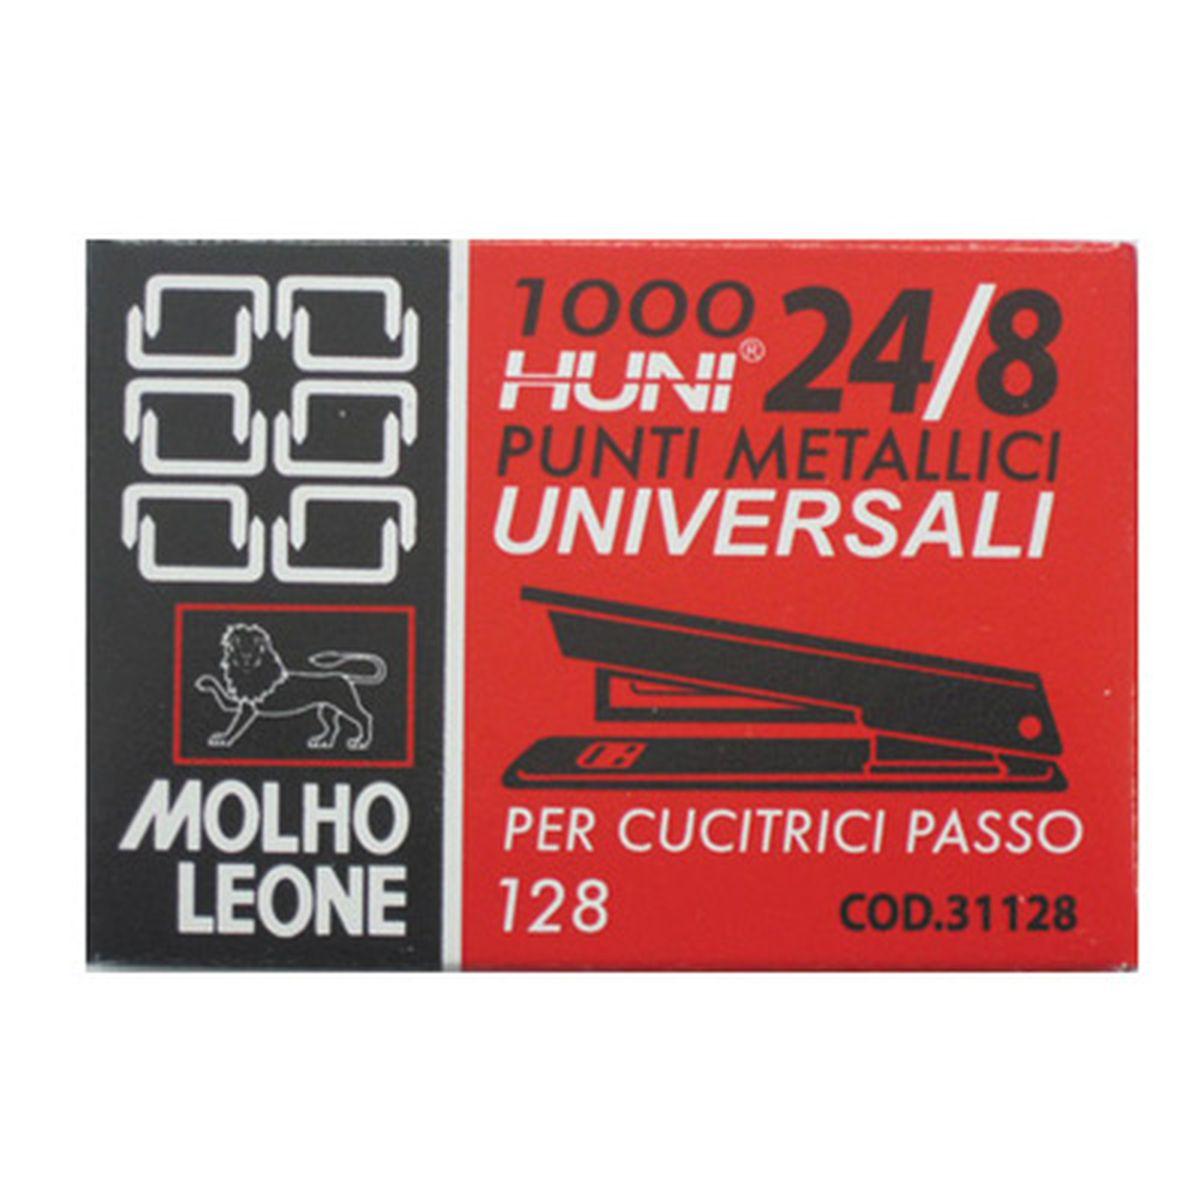 MOLHO
LEONE
1000
HUNI® 24/8
PUNTI METALLICI
UNIVERSALI
PER CUCITRICI PASSO
128 COD.31128